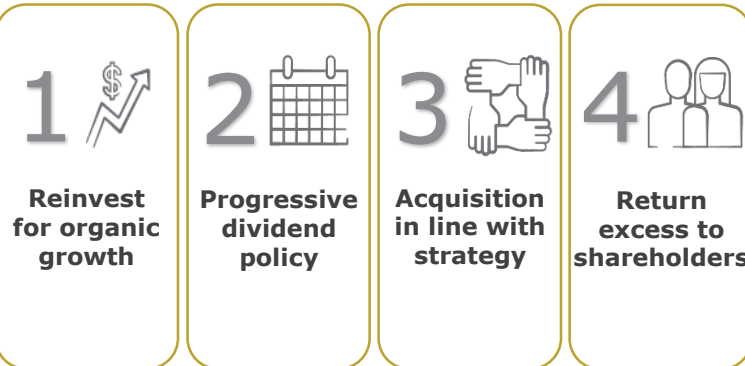 1
Reinvest
for organic
growth
2
Progressive
dividend
policy
3
Acquisition
in line with
strategy
4
Return
excess to
shareholders